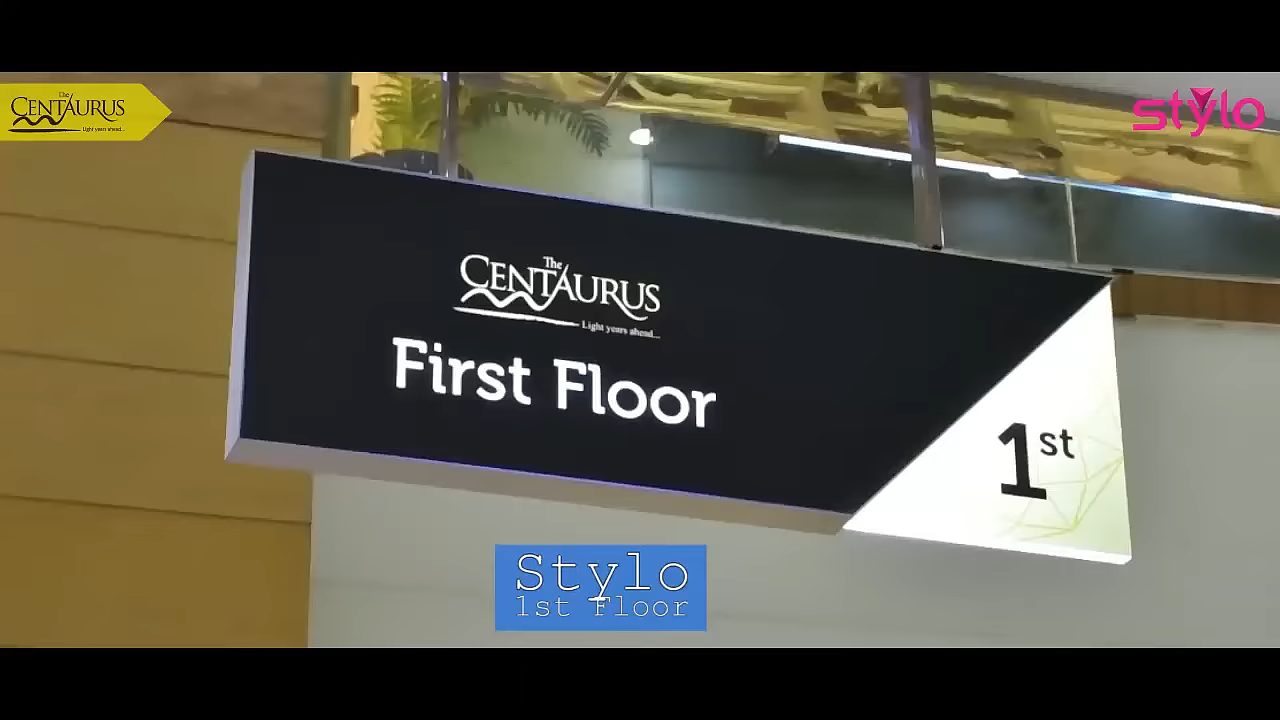 The
CENTAURUS
Light years ahead...
stylo
The
CENTAURUS
Light years ahead...
First Floor
1st
Stylo
1st Floor